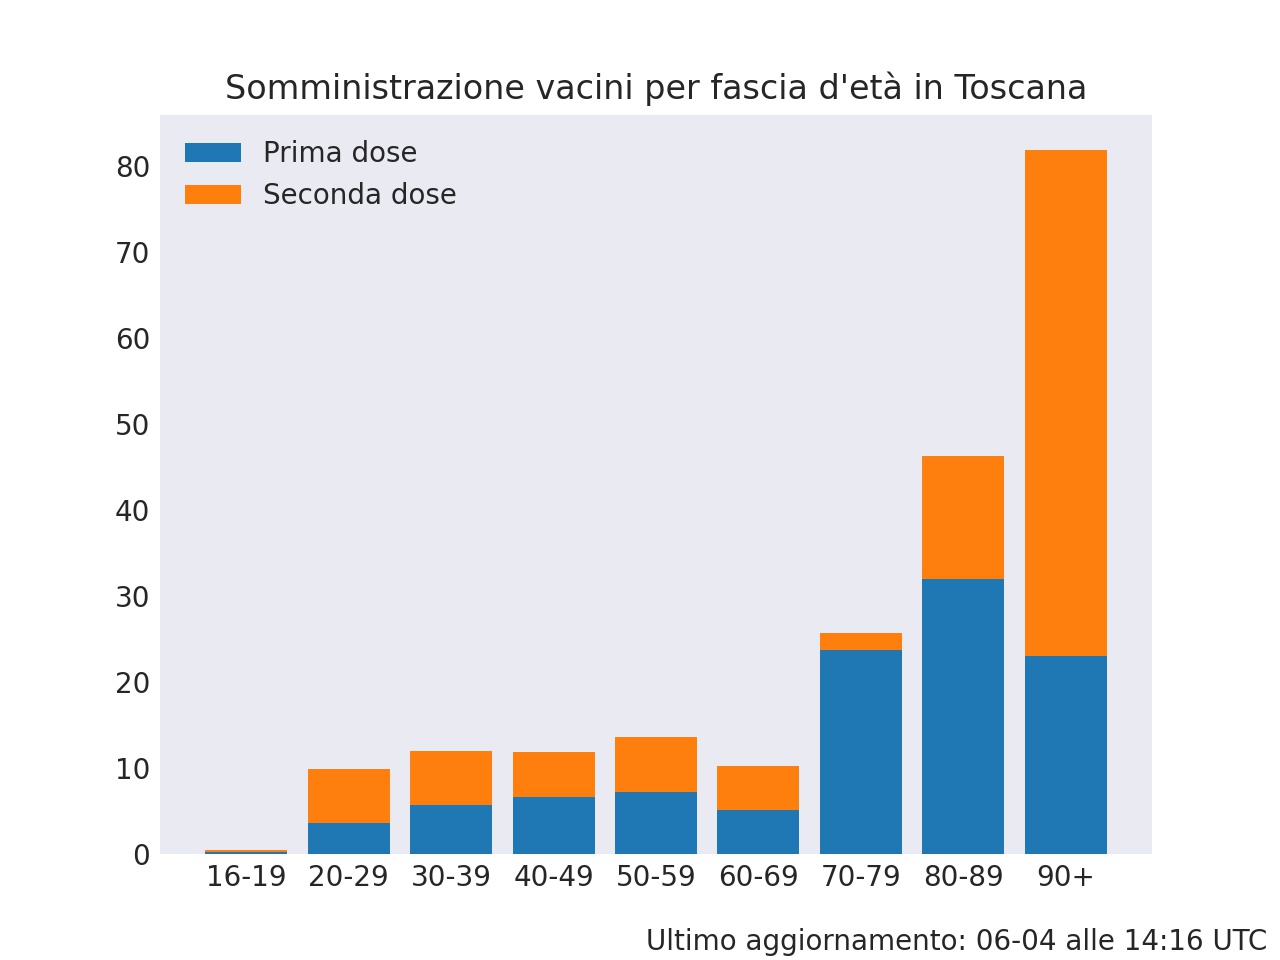 Somministrazione vacini per fascia d'età in Toscana
Prima dose
Seconda dose
80
70
60
50
40
30
20
10
0
16-19 20-29 30-39 40-49 50-59 60-69 70-79 80-89 90+
Ultimo aggiornamento: 06-04 alle 14:16 UTC